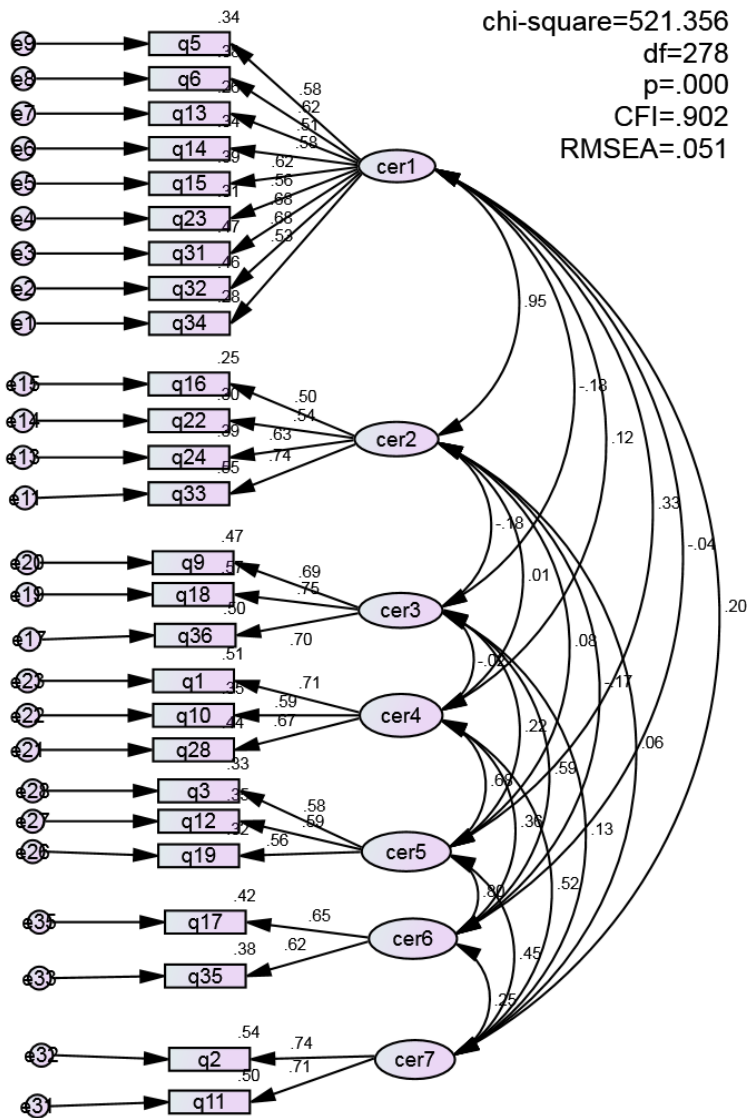 chi-square=521.356
df=278
p=.000
CFI=.902
RMSEA=.051
.34
e9 q5
.38
.58
e8 q6
.26
.62
e7 q13
.34
.51
e6 q14
.39
.58
cer1
e5 q15
.31
.62
.56
e4 q23
.47
.68
e3 q31
.46
.68
.53
e2 q32
.28
e1 q34
.95
-.18
.12
.33
-.04
.20
.25
e15 q16
.30
.50
e14 q22
.39
.54
cer2
e13 q24
.55
.63
.74
e11 q33
-.18
.01
.08
-.17
.06
.47
e20 q9
.57
.69
e19 q18
.50
.75
cer3
e17 q36
.70
-.02
.22
.59
.13
.51
e23 q1
.35
.71
e22 q10
.44
.59
cer4
e21 q28
.67
.68
.36
.52
.33
e28 q3
.35
.58
e27 q12
.32
.59
e26 q19
.56
cer5
.80
.45
.42
e35 q17
.65
cer6
.38
.62
e33 q35
.25
.54
e32 q2
.74
cer7
.50
.71
e31 q11